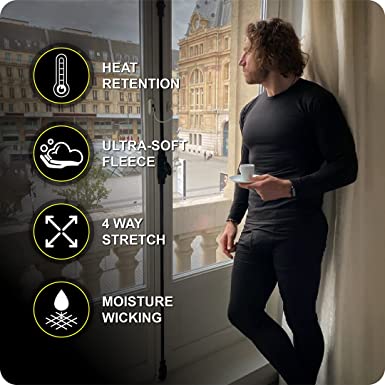 HEAT
RETENTION
ULTRA-SOFT
FLEECE
4 WAY
STRETCH
MOISTURE
WICKING